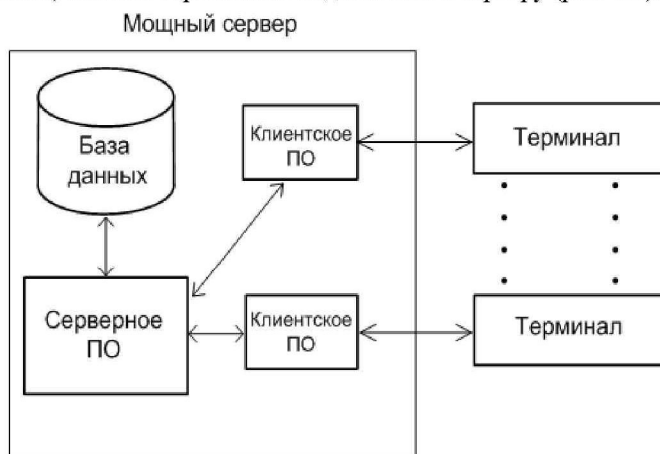 Мощный сервер
База
данных
Клиентское
ПО
Терминал
Серверное
ПО
Клиентское
ПО
Терминал